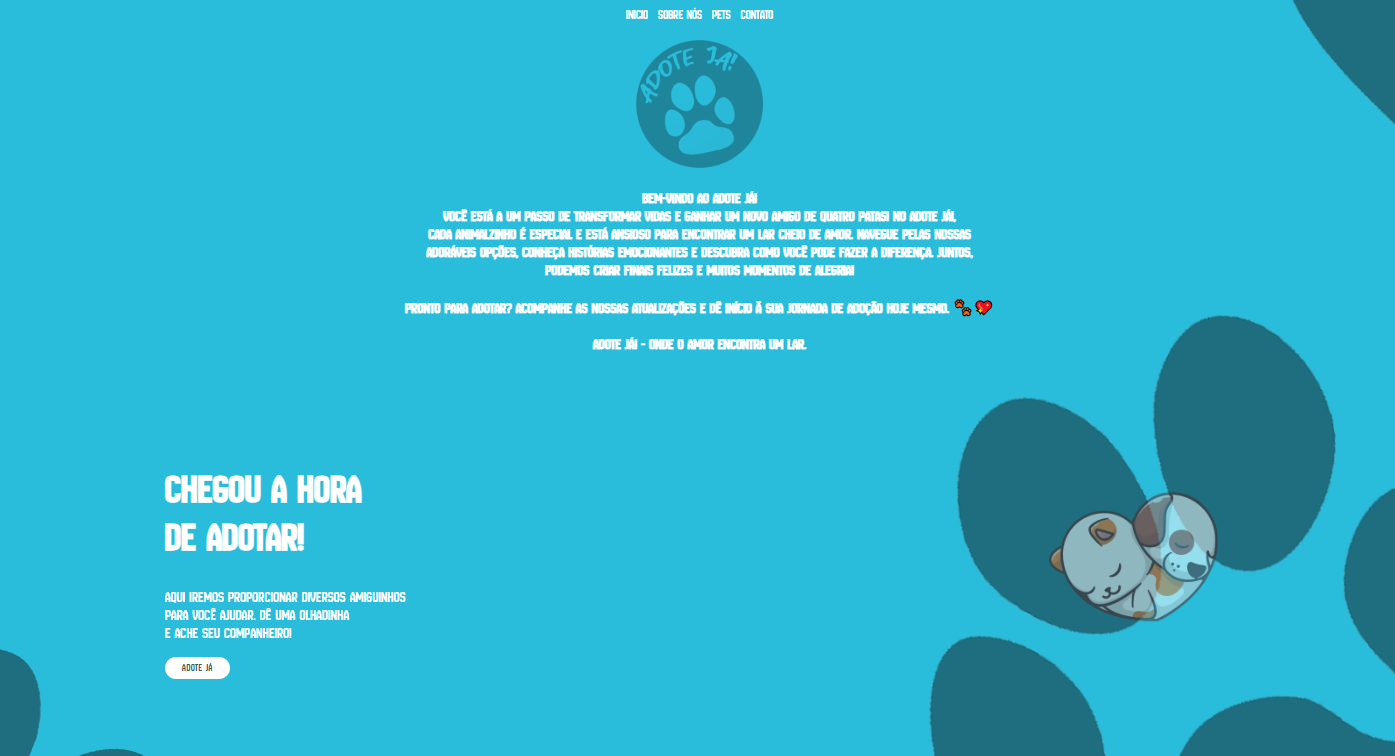 INICIO SOBRE NÓS PETS CONTATO
ADOTE JA!
BEM-VINDO AO ADOTE JÁ!
VOCÊ ESTÁ A UM PASSO DE TRANSFORMAR VIDAS E GANHAR UM NOVO AMIGO DE QUATRO PATAS! NO ADOTE JÁ!,
CADA ANIMALZINHO É ESPECIAL E ESTÁ ANSIOSO PARA ENCONTRAR UM LAR CHEIO DE AMOR. NAVEGUE PELAS NOSSAS
ADORÁVEIS OPÇÕES, CONHEÇA HISTÓRIAS EMOCIONANTES E DESCUBRA COMO VOCÊ PODE FAZER A DIFERENÇA. JUNTOS,
PODEMOS CRIAR FINAIS FELIZES E MUITOS MOMENTOS DE ALEGRIA!
PRONTO PARA ADOTAR? ACOMPANHE AS NOSSAS ATUALIZAÇÕES E DÊ INÍCIO À SUA JORNADA DE ADOÇÃO HOJE MESMO. 🐾💖
ADOTE JÁ! - ONDE O AMOR ENCONTRA UM LAR.
CHEGOU A HORA
DE ADOTAR!
AQUI IREMOS PROPORCIONAR DIVERSOS AMIGUINHOS
PARA VOCÊ AJUDAR. DÊ UMA OLHADINHA
E ACHE SEU COMPANHEIRO!
ADOTE JÁ